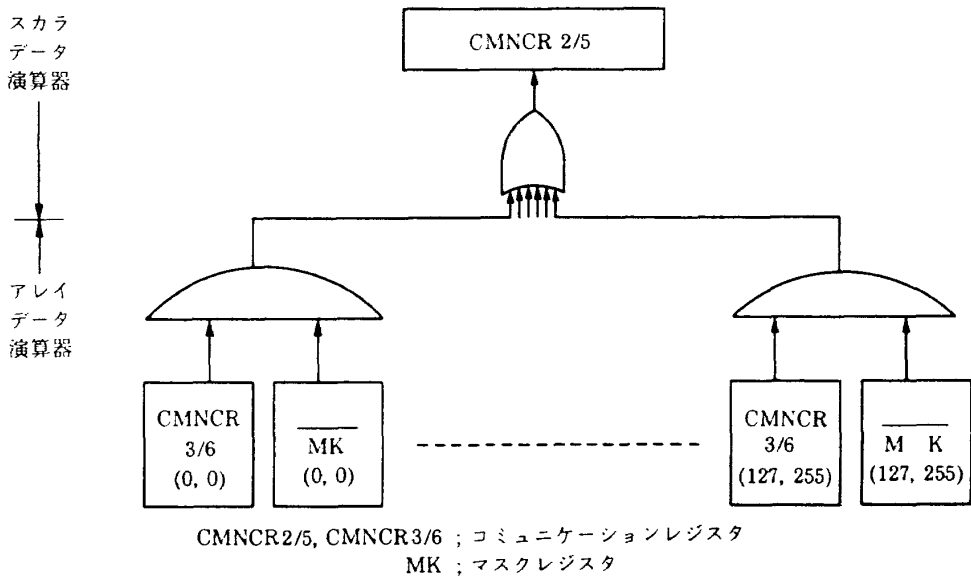 スカラ
データ
演算器
CMNCR 2/5
アレイ
データ
演算器
CMNCR
3/6
(0, 0)
MK
(0, 0)
CMNCR
3/6
(127, 255)
M K
(127, 255)
CMNCR2/5, CMNCR3/6 ; コミュニケーションレジスタ
MK ; マスクレジスタ